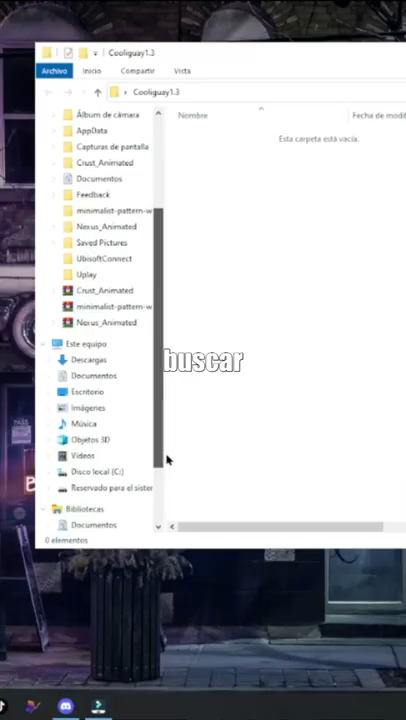 Cooliguay1.3
Archivo
Inicio
Compartir
Vista
Cooliguay1.3
Álbum de cámara
AppData
Capturas de pantalla
Crust_Animated
Documentos
Feedback
minimalist-pattern-w
Nexus_Animated
Saved Pictures
UbisoftConnect
Uplay
Crust_Animated
minimalist-pattern-w
Nexus_Animated
Este equipo
Descargas
Documentos
Escritorio
Imágenes
Música
Objetos 3D
Vídeos
Disco local (C:)
Reservado para el sister
Bibliotecas
Documentos
0 elementos
Nombre
Fecha de modif
Esta carpeta está vacía.
buscar